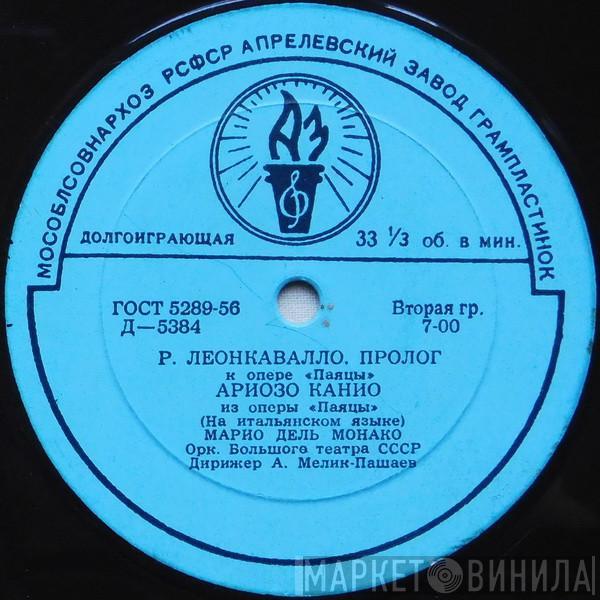 МОСОБЛСОВНАРХОЗ РСФСР АПРЕЛЕВСКИЙ ЗАВОД ГРАМПЛАСТИНОК
АЗ
ДОЛГОИГРАЮЩАЯ 33 1/3 об. в мин.
ГОСТ 5289-56 Вторая гр.
Д—5384 7-00
Р. ЛЕОНКАВАЛЛО. ПРОЛОГ
к опере «Паяцы»
АРИОЗО КАНИО
из оперы «Паяцы»
(На итальянском языке)
МАРИО ДЕЛЬ МОНАКО
Орк. Большого театра СССР
Дирижер А. Мелик-Пашаев
МАРКЕТ ВИНИЛА